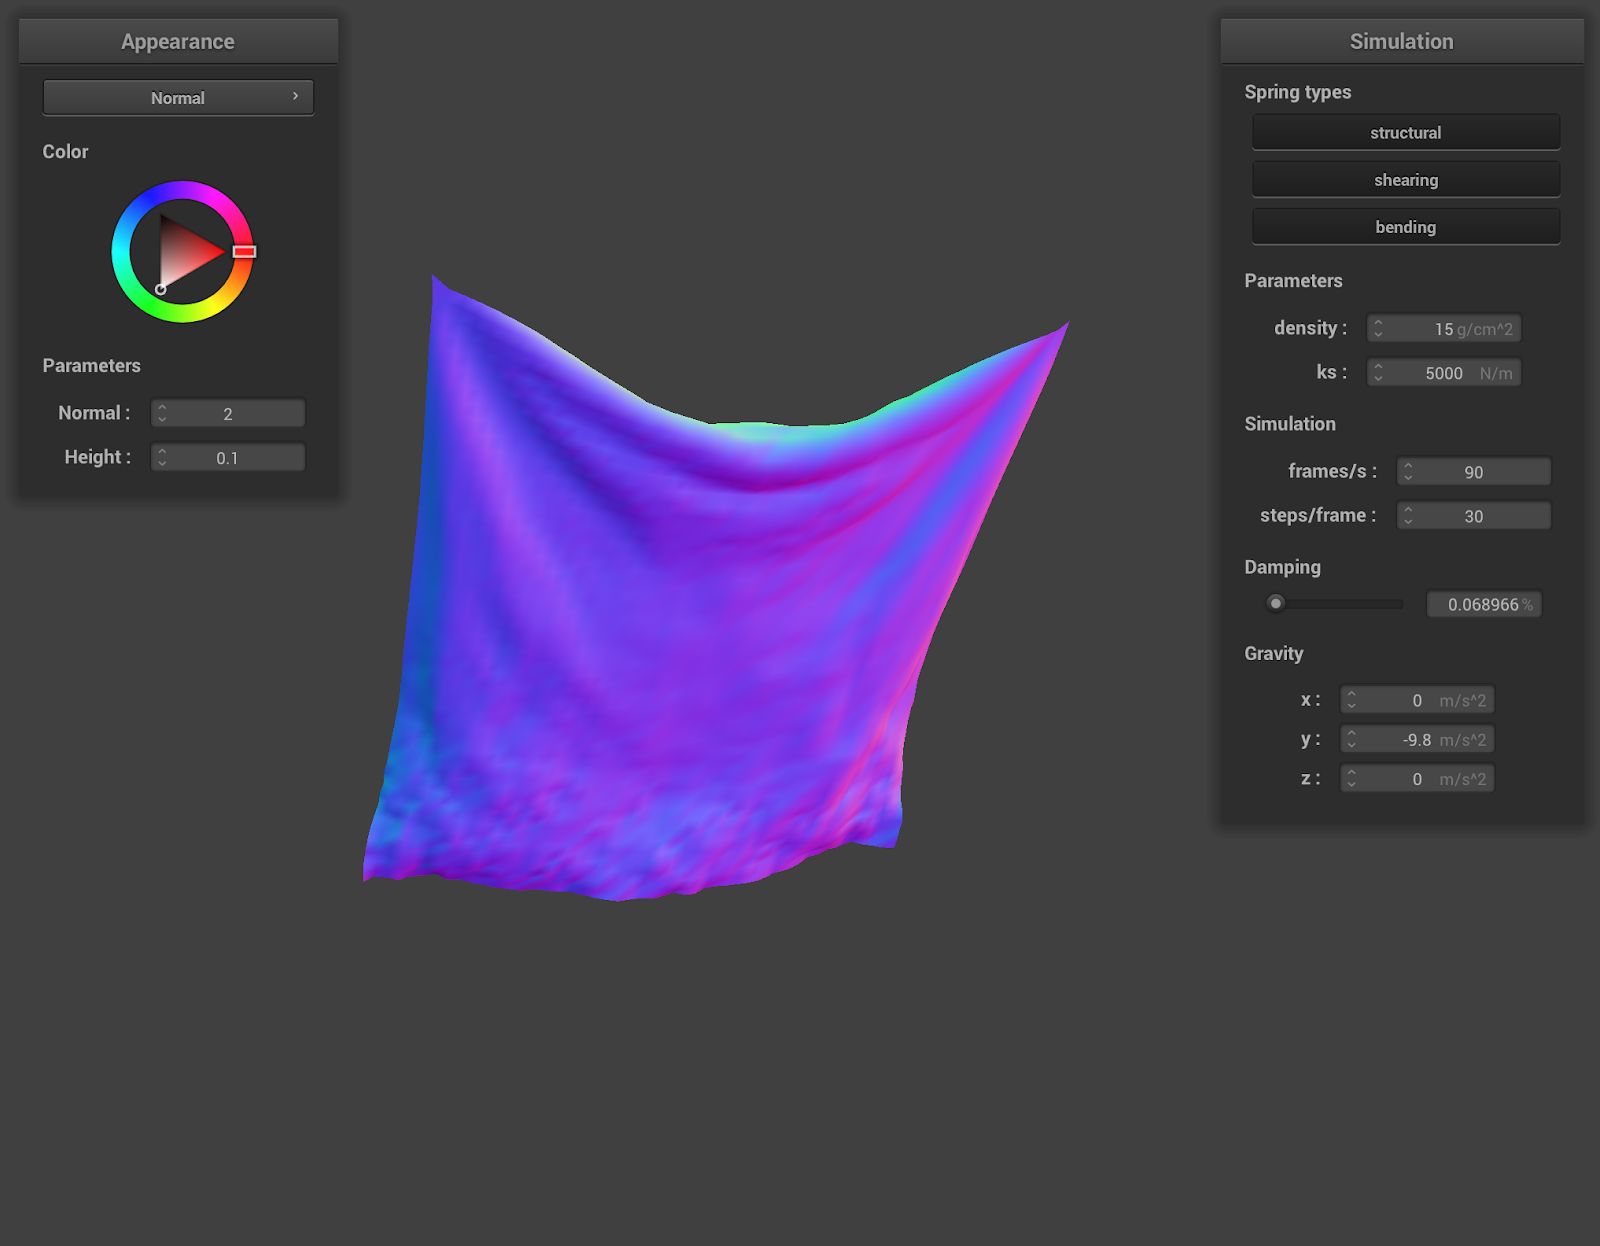 Appearance
Normal
Color
Parameters
Normal : 2
Height : 0.1
Simulation
Spring types
structural
shearing
bending
Parameters
density : 15 g/cm^2
ks : 5000 N/m
Simulation
frames/s : 90
steps/frame : 30
Damping
0.068966 %
Gravity
x : 0 m/s^2
y : -9.8 m/s^2
z : 0 m/s^2